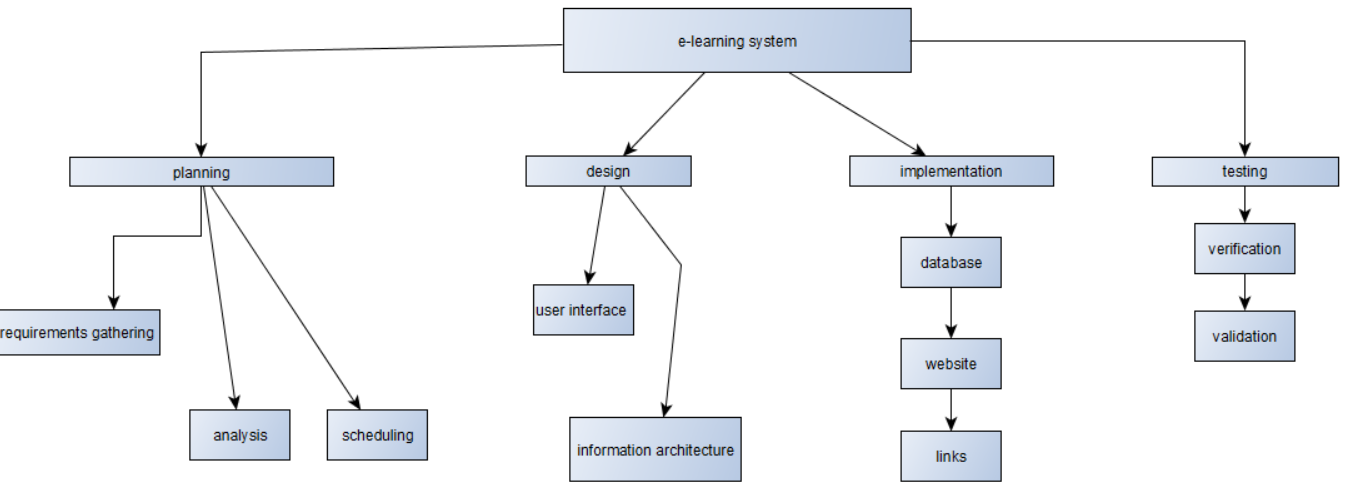 e-learning system
planning
design
implementation
testing
verification
database
user interface
requirements gathering
validation
website
analysis
scheduling
information architecture
links